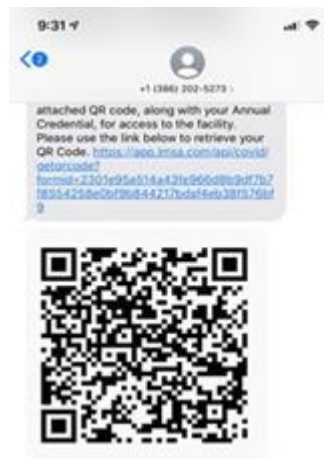 9:31
2
+1 (386) 202-5273
attached QR code, along with your Annual
Credential, for access to the facility.
Please use the link below to retrieve your
QR Code. https://app.imsa.com/api/covid/
getqrcode?